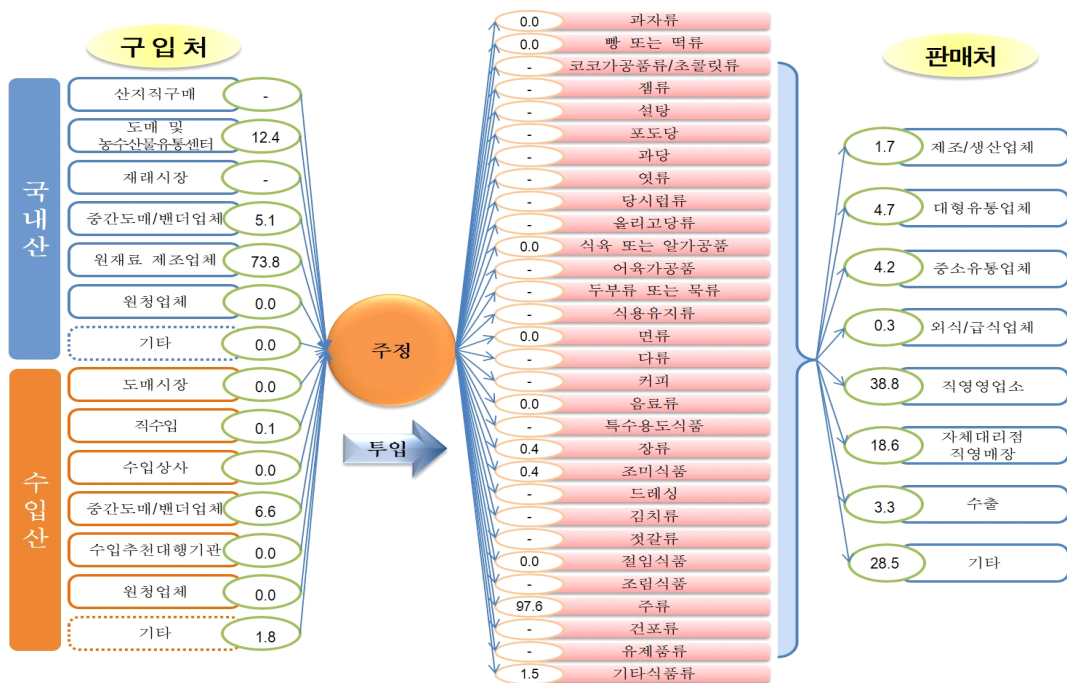 구 입 처
국내산
산지직구매
-
도매 및
농수산물유통센터
12.4
재래시장
-
중간도매/밴더업체
5.1
원재료 제조업체
73.8
원청업체
0.0
기타
0.0
수입산
도매시장
0.0
직수입
0.1
수입상사
0.0
중간도매/밴더업체
6.6
수입추천대행기관
0.0
원청업체
0.0
기타
1.8
주정
투입
0.0 과자류
0.0 빵 또는 떡류
- 코코가공품류/초콜릿류
- 잼류
- 설탕
- 포도당
- 과당
- 엿류
- 당시럽류
- 올리고당류
0.0 식육 또는 알가공품
- 어육가공품
- 두부류 또는 묵류
- 식용유지류
0.0 면류
- 다류
- 커피
0.0 음료류
- 특수용도식품
0.4 장류
0.4 조미식품
- 드레싱
- 김치류
- 젓갈류
0.0 절임식품
- 조림식품
97.6 주류
- 건포류
- 유제품류
1.5 기타식품류
판매처
1.7 제조/생산업체
4.7 대형유통업체
4.2 중소유통업체
0.3 외식/급식업체
38.8 직영영업소
18.6 자체대리점
직영매장
3.3 수출
28.5 기타